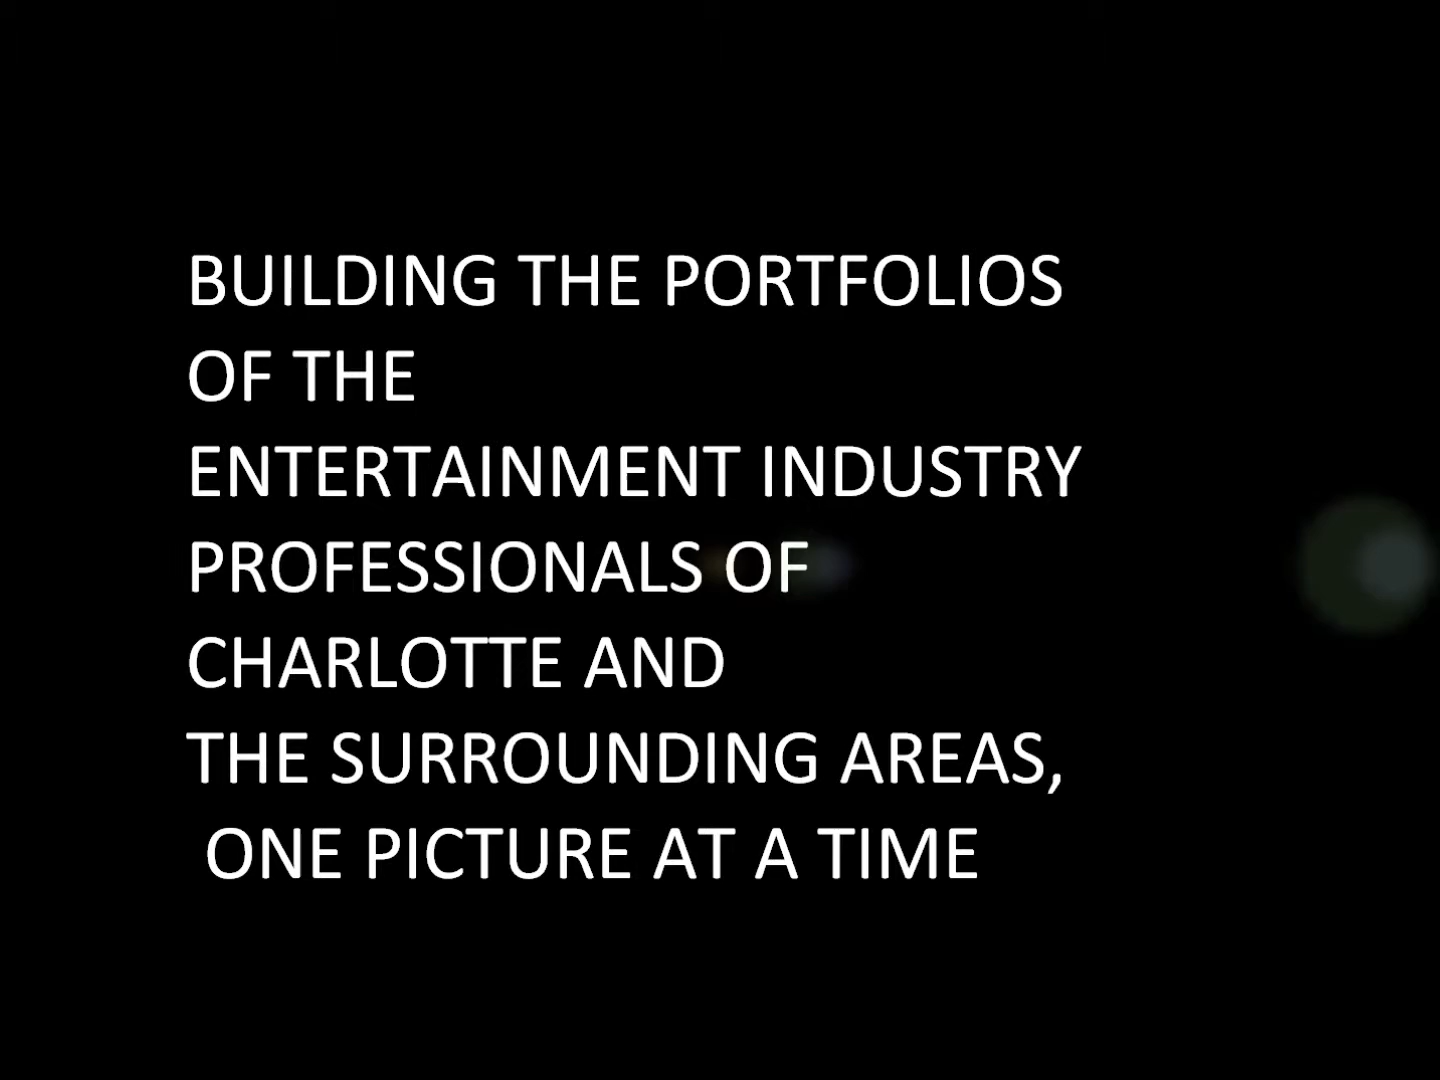 BUILDING THE PORTFOLIOS
OF THE
ENTERTAINMENT INDUSTRY
PROFESSIONALS OF
CHARLOTTE AND
THE SURROUNDING AREAS,
ONE PICTURE AT A TIME